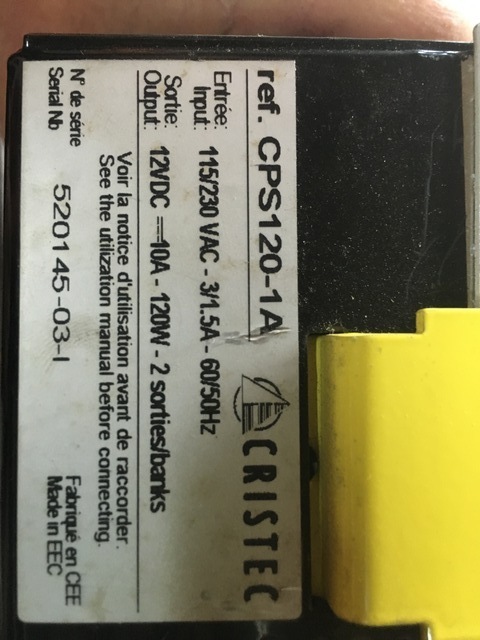 ref. CPS120-1A
CRISTEC
Entrée:
Input: 115/230 VAC - 3/1.5A - 60/50Hz
Sortie:
Output: 12VDC ⎓ 10A - 120W - 2 sorties/banks
Voir la notice d'utilisation avant de raccorder.
See the utilization manual before connecting.
N° de série
Serial Nb 520145-03-I
Fabriqué en CEE
Made in EEC